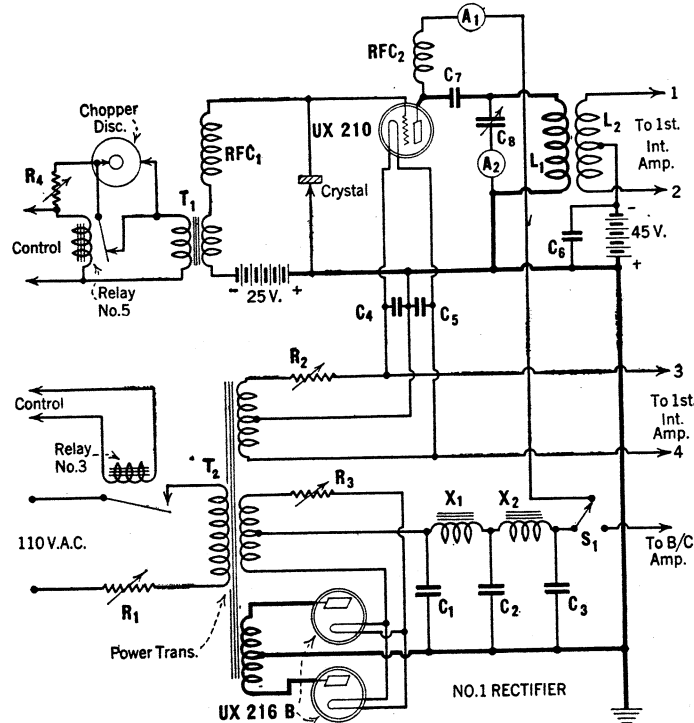 A1
RFC2
C7
1
Chopper
Disc.
UX 210
C8
L2
To 1st.
Int.
Amp.
RFC1
R4
A2
L1
T1
Crystal
2
Control
-
45 V.
C6
- 25 V. +
+
Relay
No.5
C4
C5
R2
3
Control
To 1st
Int.
Amp.
Relay
No.3
T2
4
R3
X1
X2
S1
110 V.A.C.
To B/C
Amp.
R1
C1
C2
C3
Power Trans.
UX 216 B
NO.1 RECTIFIER